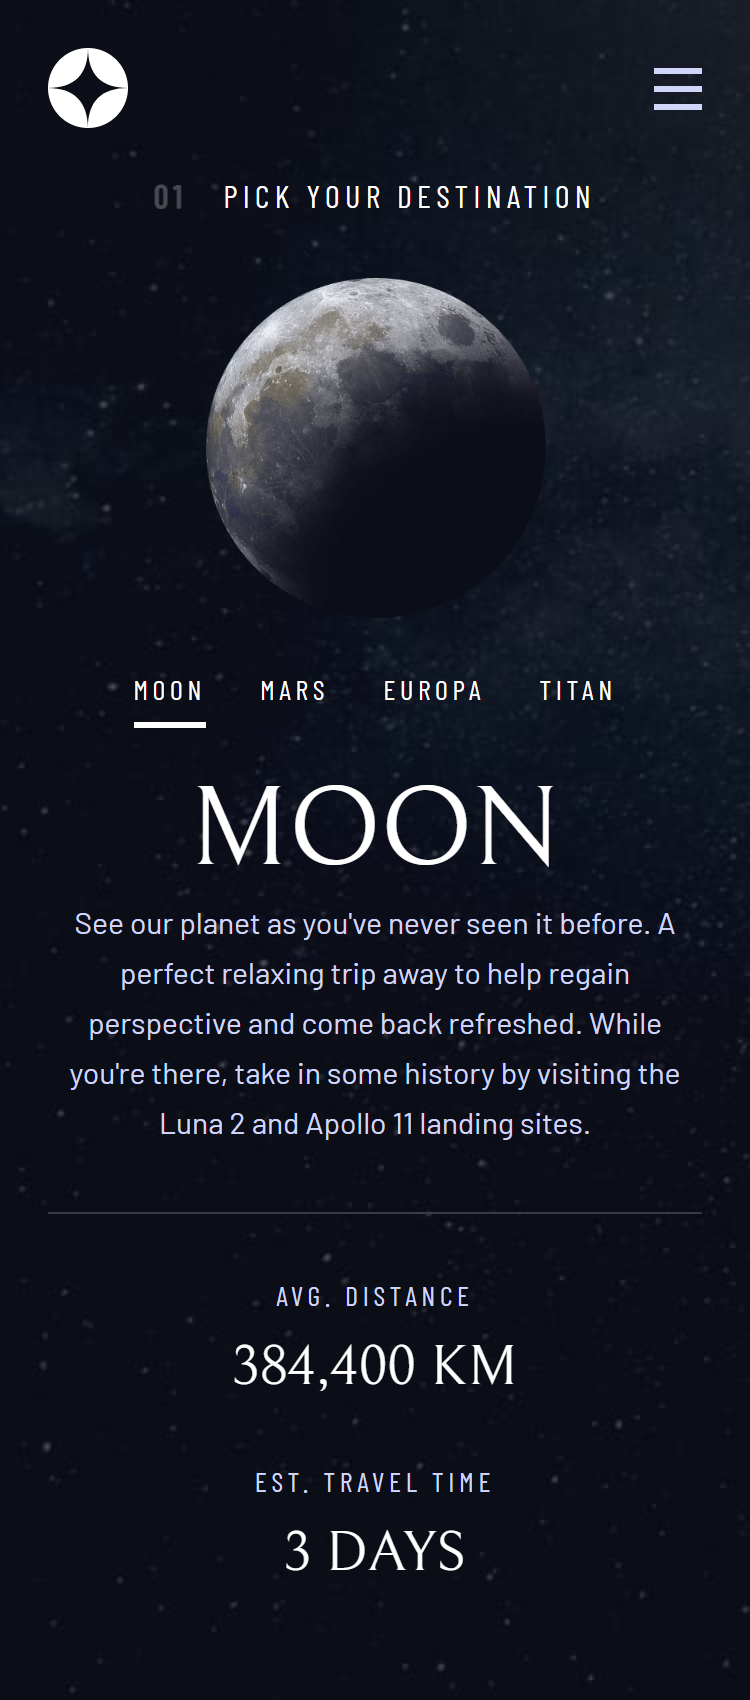 01 PICK YOUR DESTINATION
MOON MARS EUROPA TITAN
MOON
See our planet as you've never seen it before. A
perfect relaxing trip away to help regain
perspective and come back refreshed. While
you're there, take in some history by visiting the
Luna 2 and Apollo 11 landing sites.
AVG. DISTANCE
384,400 KM
EST. TRAVEL TIME
3 DAYS